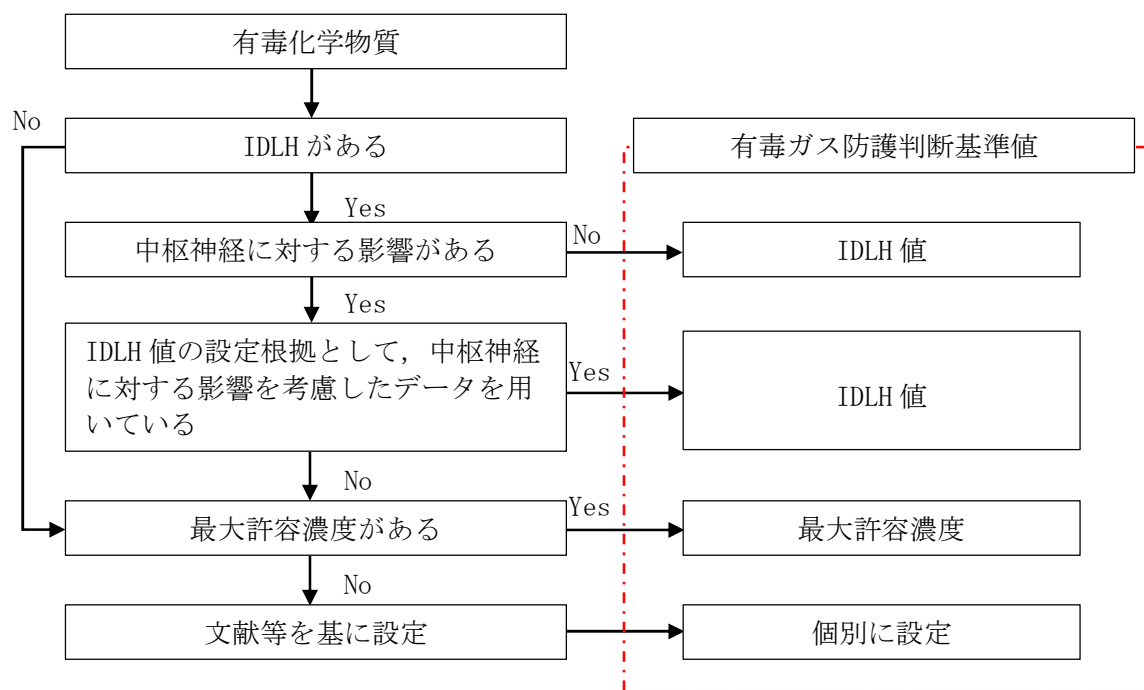 有毒化学物質
No
IDLHがある
有毒ガス防護判断基準値
Yes
中枢神経に対する影響がある
No
IDLH値
Yes
IDLH値の設定根拠として，中枢神経
に対する影響を考慮したデータを用
いている
Yes
IDLH値
No
最大許容濃度がある
Yes
最大許容濃度
No
文献等を基に設定
個別に設定